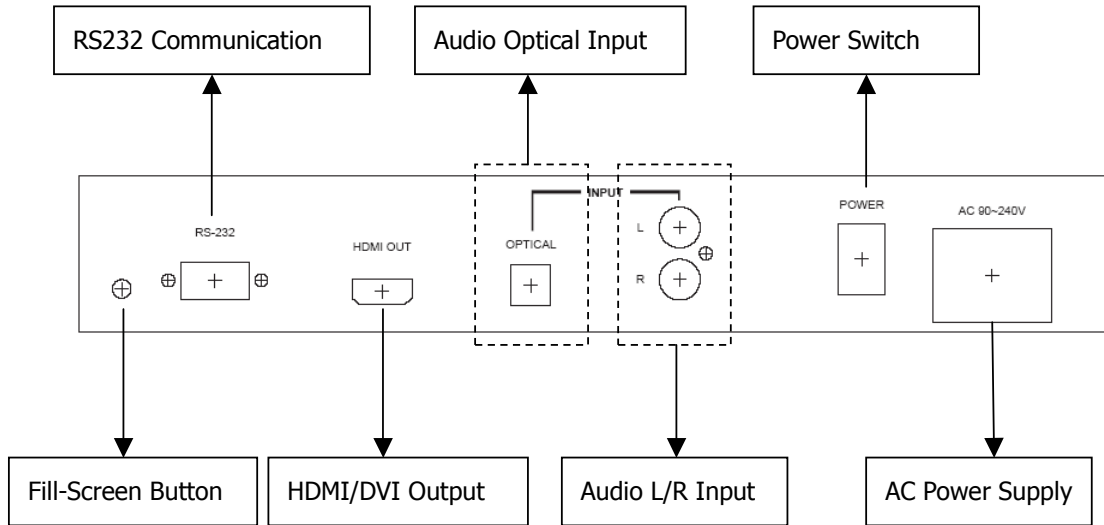 RS232 Communication
Audio Optical Input
Power Switch
INPUT
POWER
AC 90~240V
RS-232
HDMI OUT
OPTICAL
L
R
Fill-Screen Button
HDMI/DVI Output
Audio L/R Input
AC Power Supply